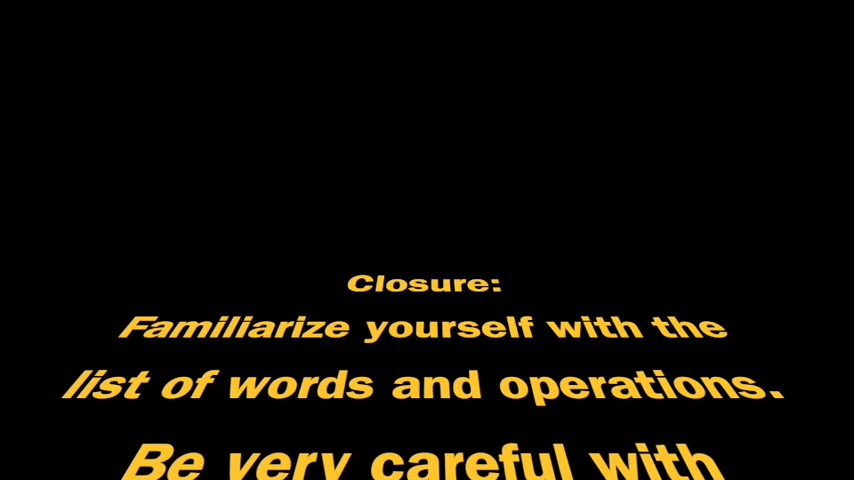 Closure:
Familiarize yourself with the
list of words and operations.
Be very careful with